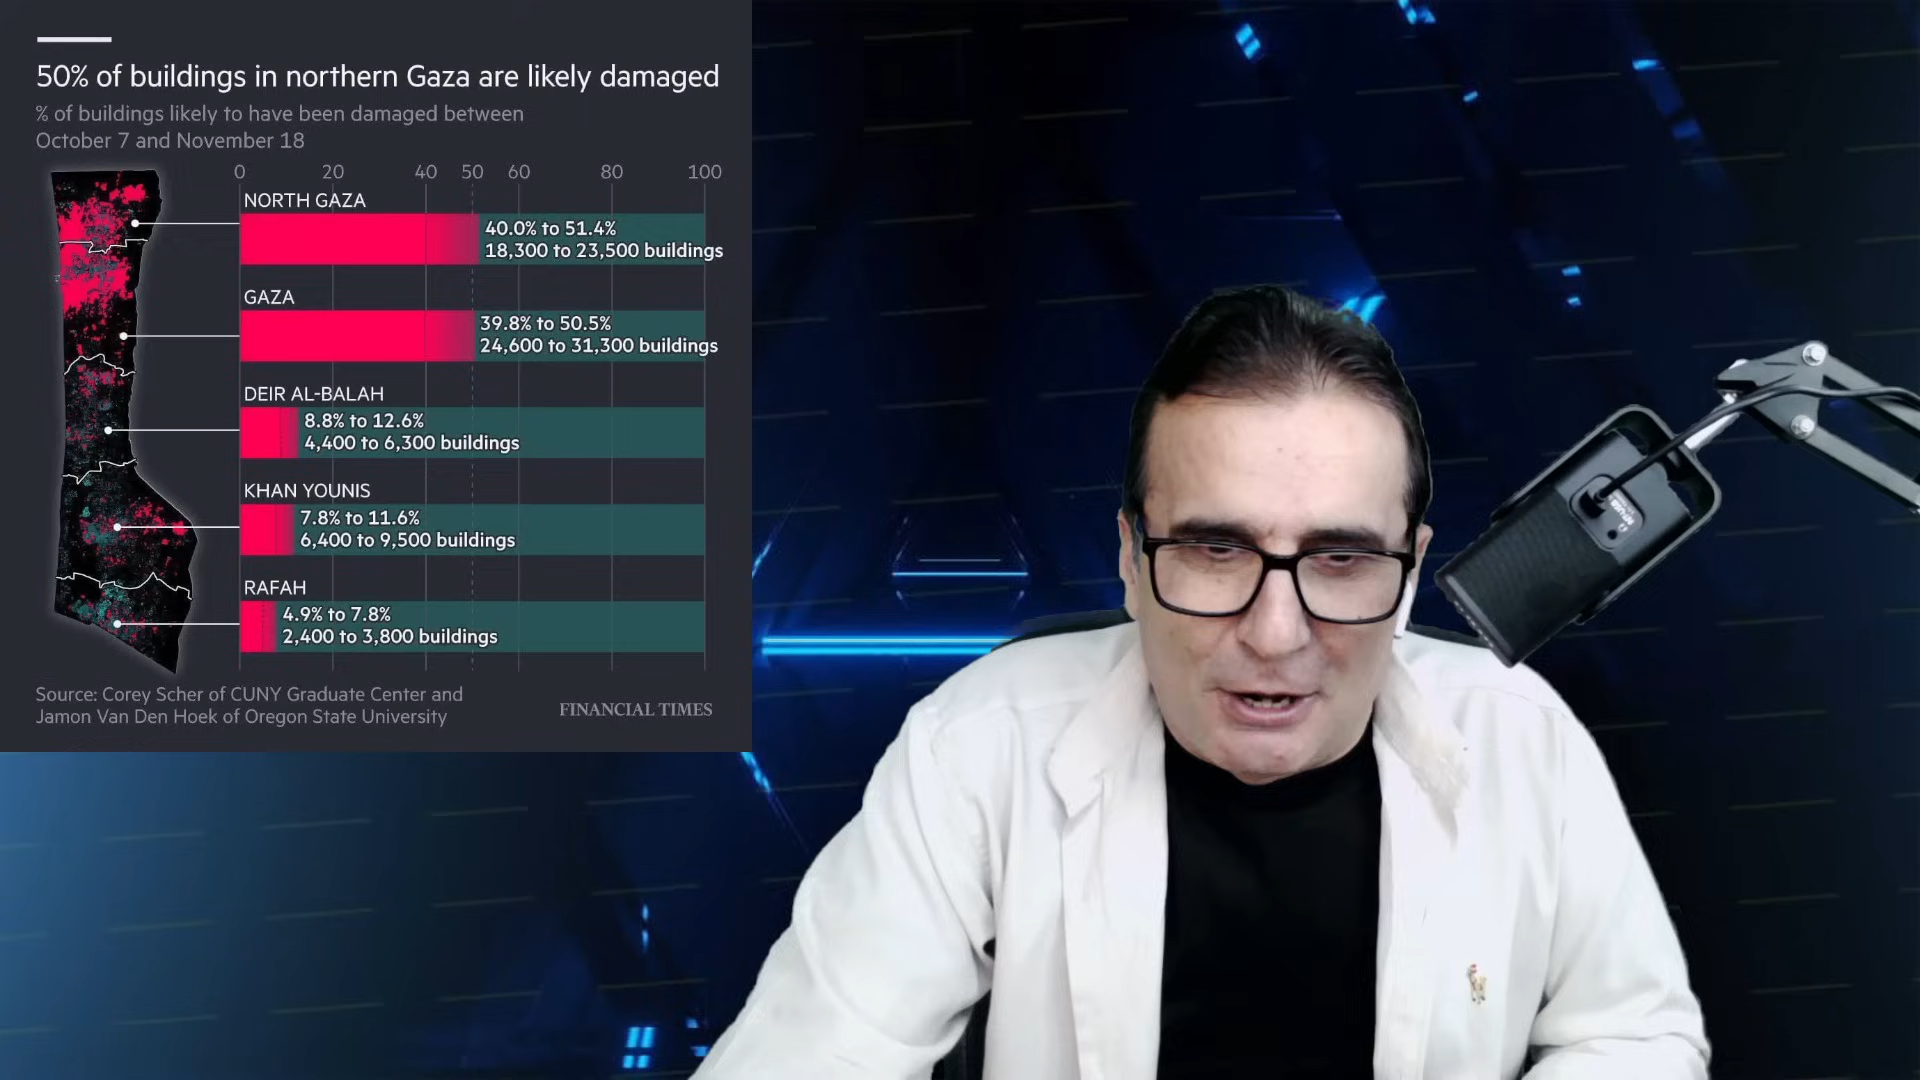 50% of buildings in northern Gaza are likely damaged
% of buildings likely to have been damaged between
October 7 and November 18
0 20 40 50 60 80 100
NORTH GAZA
40.0% to 51.4%
18,300 to 23,500 buildings
GAZA
39.8% to 50.5%
24,600 to 31,300 buildings
DEIR AL-BALAH
8.8% to 12.6%
4,400 to 6,300 buildings
KHAN YOUNIS
7.8% to 11.6%
6,400 to 9,500 buildings
RAFAH
4.9% to 7.8%
2,400 to 3,800 buildings
Source: Corey Scher of CUNY Graduate Center and
Jamon Van Den Hoek of Oregon State University
FINANCIAL TIMES